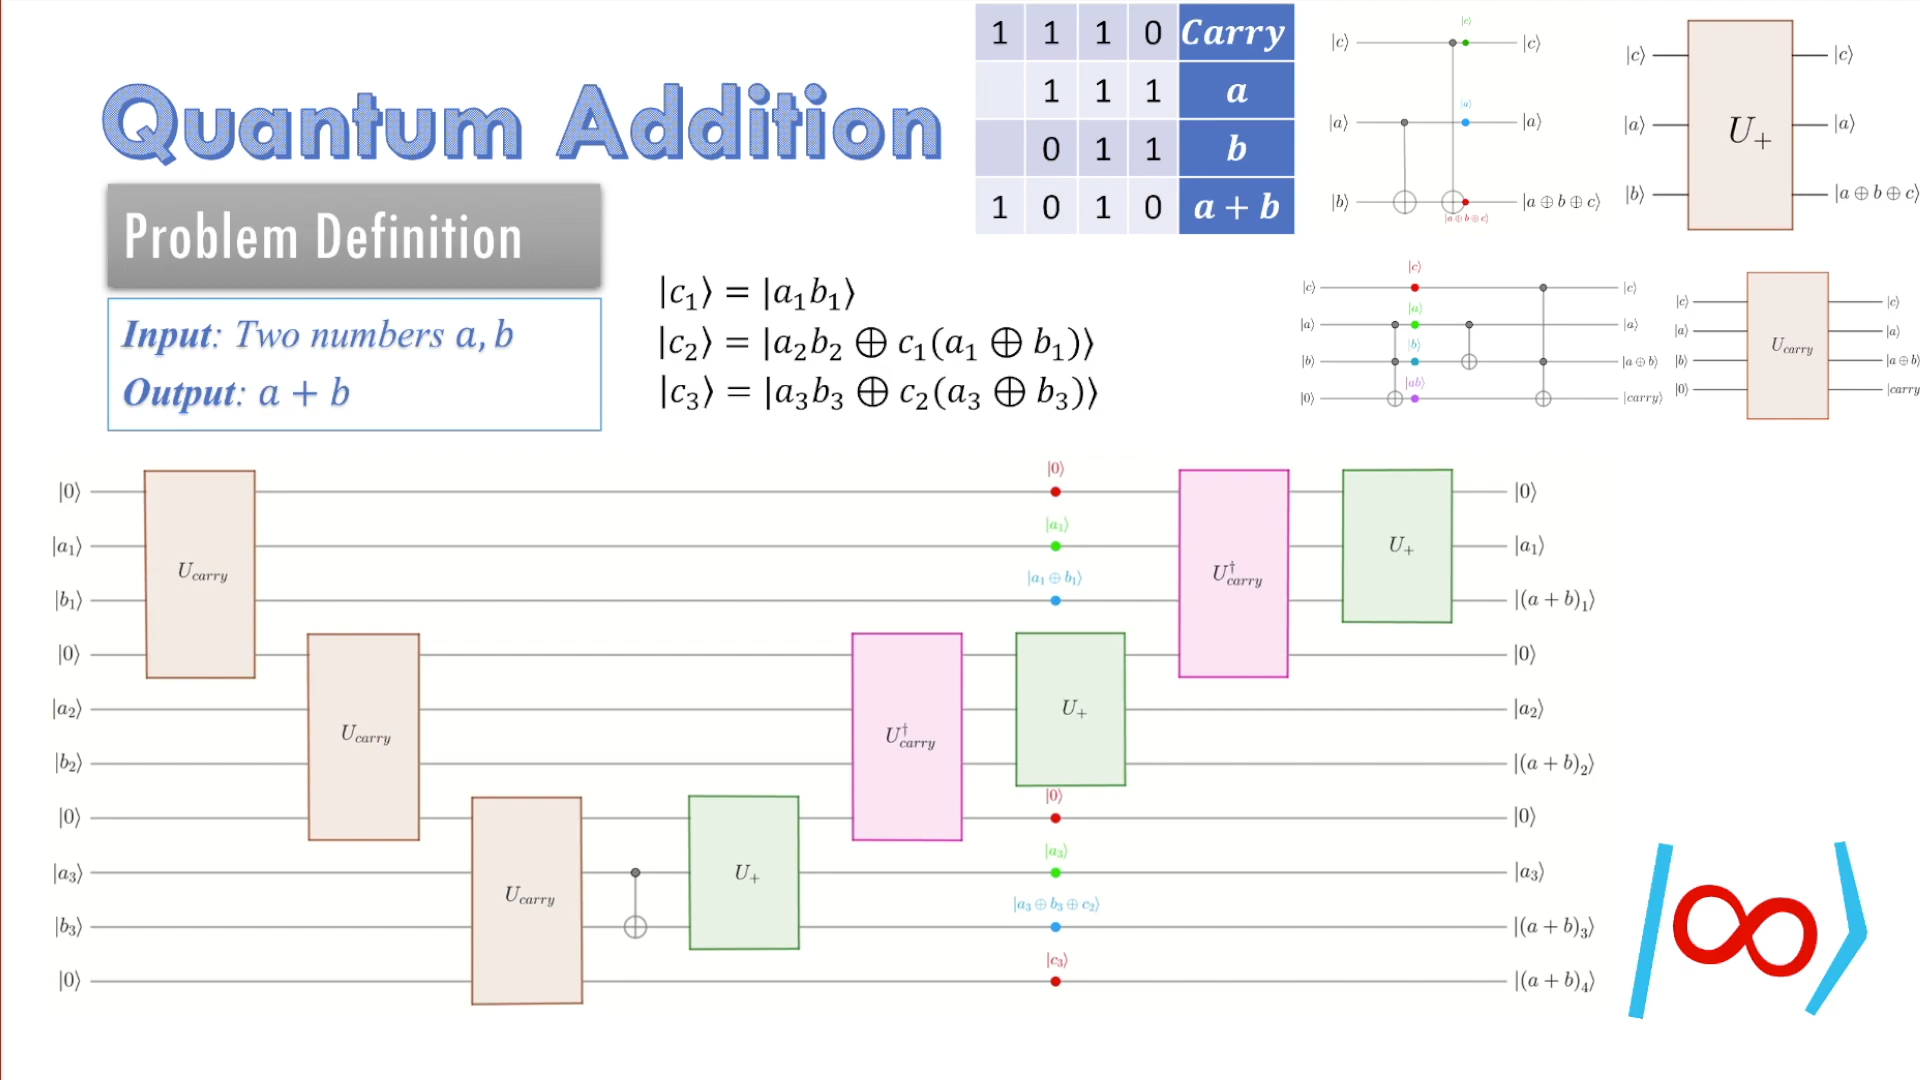 Quantum Addition
Problem Definition
Input: Two numbers a, b
Output: a + b
1 1 1 0 Carry
1 1 1 a
0 1 1 b
1 0 1 0 a + b
|c₁⟩ = |a₁b₁⟩
|c₂⟩ = |a₂b₂ ⊕ c₁(a₁ ⊕ b₁)⟩
|c₃⟩ = |a₃b₃ ⊕ c₂(a₃ ⊕ b₃)⟩
|c⟩
|c⟩ |c⟩
|a⟩
|a⟩ |a⟩
|b⟩ |a ⊕ b ⊕ c⟩
|a ⊕ b ⊕ c⟩
|c⟩ |c⟩
|a⟩ U₊ |a⟩
|b⟩ |a ⊕ b ⊕ c⟩
|c⟩
|c⟩ |c⟩
|a⟩
|a⟩ |a⟩
|b⟩
|b⟩ |a ⊕ b⟩
|ab⟩
|0⟩ |carry⟩
|c⟩ |c⟩
|a⟩ |a⟩
U_carry
|b⟩ |a ⊕ b⟩
|0⟩ |carry⟩
|0⟩
|0⟩ |0⟩
|a₁⟩
|a₁⟩ U₊ |a₁⟩
U_carry |a₁ ⊕ b₁⟩ U†_carry
|b₁⟩ |(a + b)₁⟩
|0⟩ |0⟩
|a₂⟩ U₊ |a₂⟩
U_carry U†_carry
|b₂⟩ |(a + b)₂⟩
|0⟩
|0⟩ |0⟩
|a₃⟩
|a₃⟩ U₊ |a₃⟩
U_carry |a₃ ⊕ b₃ ⊕ c₂⟩
|b₃⟩ |(a + b)₃⟩
|c₃⟩
|0⟩ |(a + b)₄⟩
|∞⟩